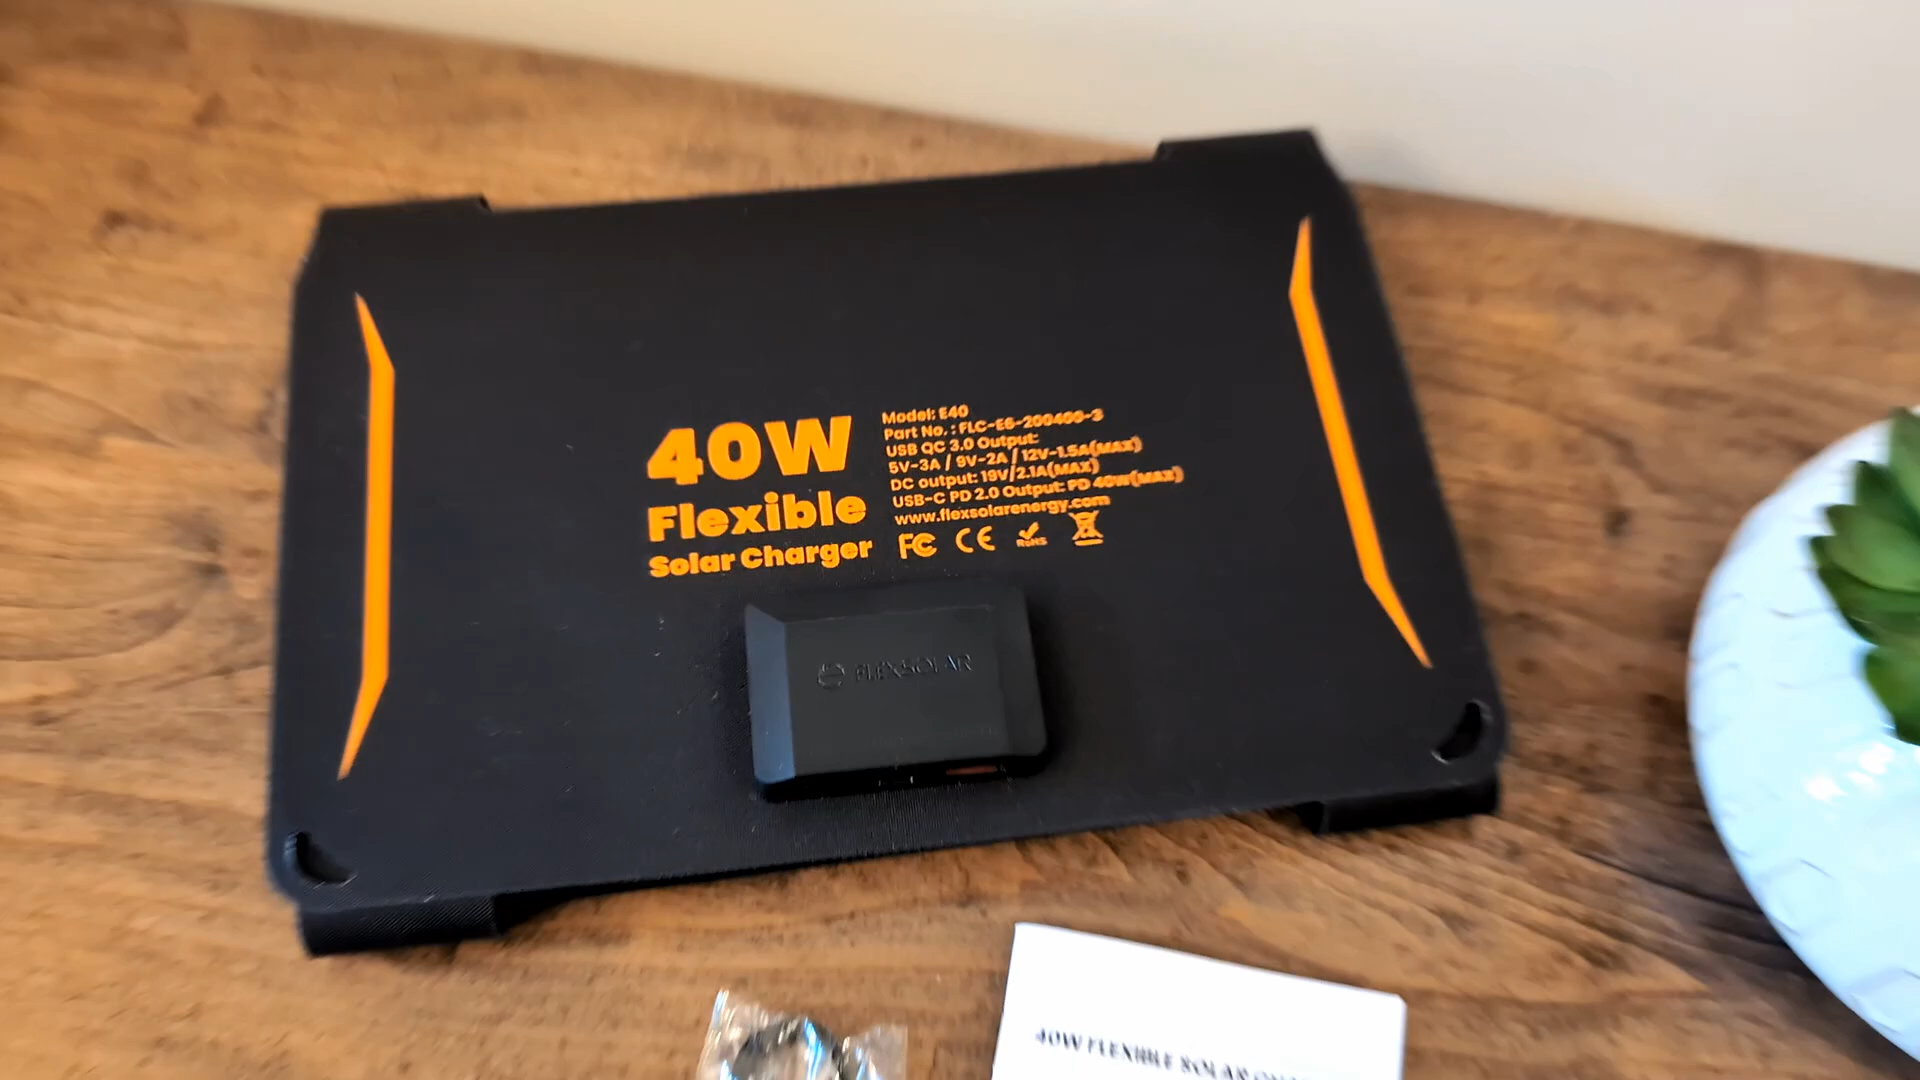 40W
Flexible
Solar Charger
Model: E40
Part No. : FLC-E6-200400-3
USB QC 3.0 Output:
5V-3A / 9V-2A / 12V-1.5A(MAX)
DC output: 19V/2.1A(MAX)
USB-C PD 2.0 Output: PD 40W(MAX)
www.flexsolarenergy.com
FC CE RoHS
FLEXSOLAR
40W FLEXIBLE SOLAR